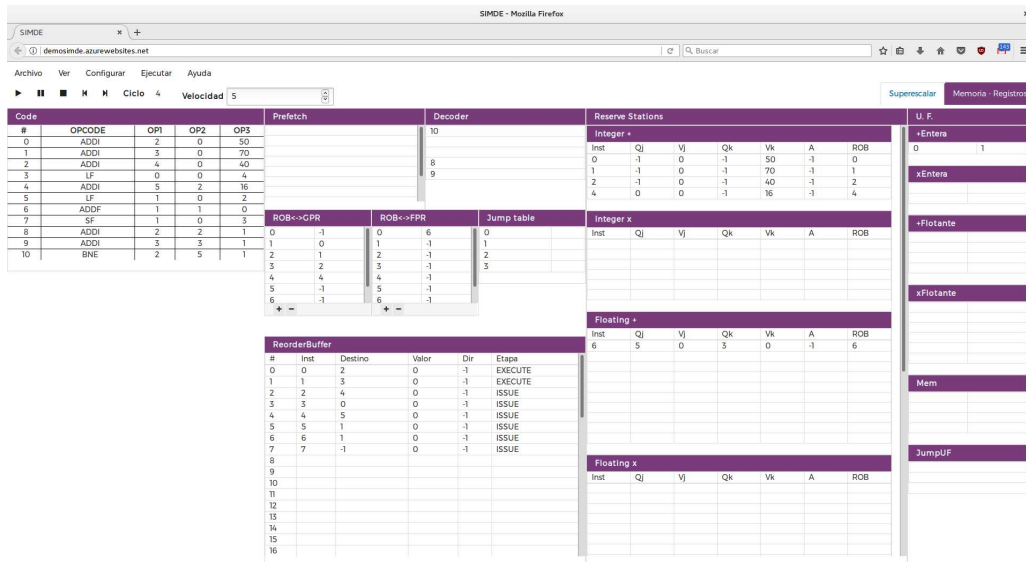 SIMDE - Mozilla Firefox
SIMDE × +
demosimde.azurewebsites.net Buscar 143
Archivo Ver Configurar Ejecutar Ayuda
Ciclo 4 Velocidad 5 Superescalar Memoria - Registros
Code
# OPCODE OP1 OP2 OP3
0 ADDI 2 0 50
1 ADDI 3 0 70
2 ADDI 4 0 40
3 LF 0 0 4
4 ADDI 5 2 16
5 LF 1 0 2
6 ADDF 1 1 0
7 SF 1 0 3
8 ADDI 2 2 1
9 ADDI 3 3 1
10 BNE 2 5 1
Prefetch
Decoder
10
8
9
ROB<->GPR
0 -1
1 0
2 1
3 2
4 4
5 -1
6 -1
+ -
ROB<->FPR
0 6
1 -1
2 -1
3 -1
4 -1
5 -1
6 -1
+ -
Jump table
0
1
2
3
ReorderBuffer
# Inst Destino Valor Dir Etapa
0 0 2 0 -1 EXECUTE
1 1 3 0 -1 EXECUTE
2 2 4 0 -1 ISSUE
3 3 0 0 -1 ISSUE
4 4 5 0 -1 ISSUE
5 5 1 0 -1 ISSUE
6 6 1 0 -1 ISSUE
7 7 -1 0 -1 ISSUE
8
9
10
11
12
13
14
15
16
Reserve Stations
Integer +
Inst Qj Vj Qk Vk A ROB
0 -1 0 -1 50 -1 0
1 -1 0 -1 70 -1 1
2 -1 0 -1 40 -1 2
4 0 0 -1 16 -1 4
Integer x
Inst Qj Vj Qk Vk A ROB
Floating +
Inst Qj Vj Qk Vk A ROB
6 5 0 3 0 -1 6
Floating x
Inst Qj Vj Qk Vk A ROB
U. F.
+Entera
0 1
xEntera
+Flotante
xFlotante
Mem
JumpUF